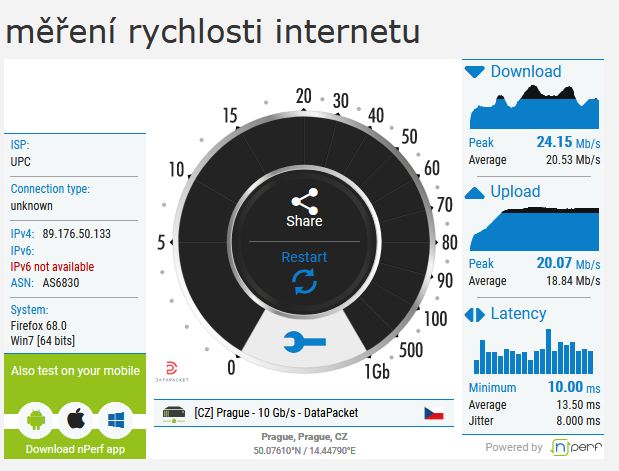 měření rychlosti internetu
ISP:
UPC
Connection type:
unknown
IPv4: 89.176.50.133
IPv6:
IPv6 not available
ASN: AS6830
System:
Firefox 68.0
Win7 [64 bits]
Also test on your mobile
Download nPerf app
0
5
10
15
20
30
40
50
60
70
80
90
100
500
1Gb
Share
Restart
DATAPACKET
[CZ] Prague - 10 Gb/s - DataPacket
Prague, Prague, CZ
50.07610°N / 14.44790°E
Download
Peak 24.15 Mb/s
Average 20.53 Mb/s
Upload
Peak 20.07 Mb/s
Average 18.84 Mb/s
Latency
Minimum 10.00 ms
Average 13.50 ms
Jitter 8.000 ms
Powered by nperf